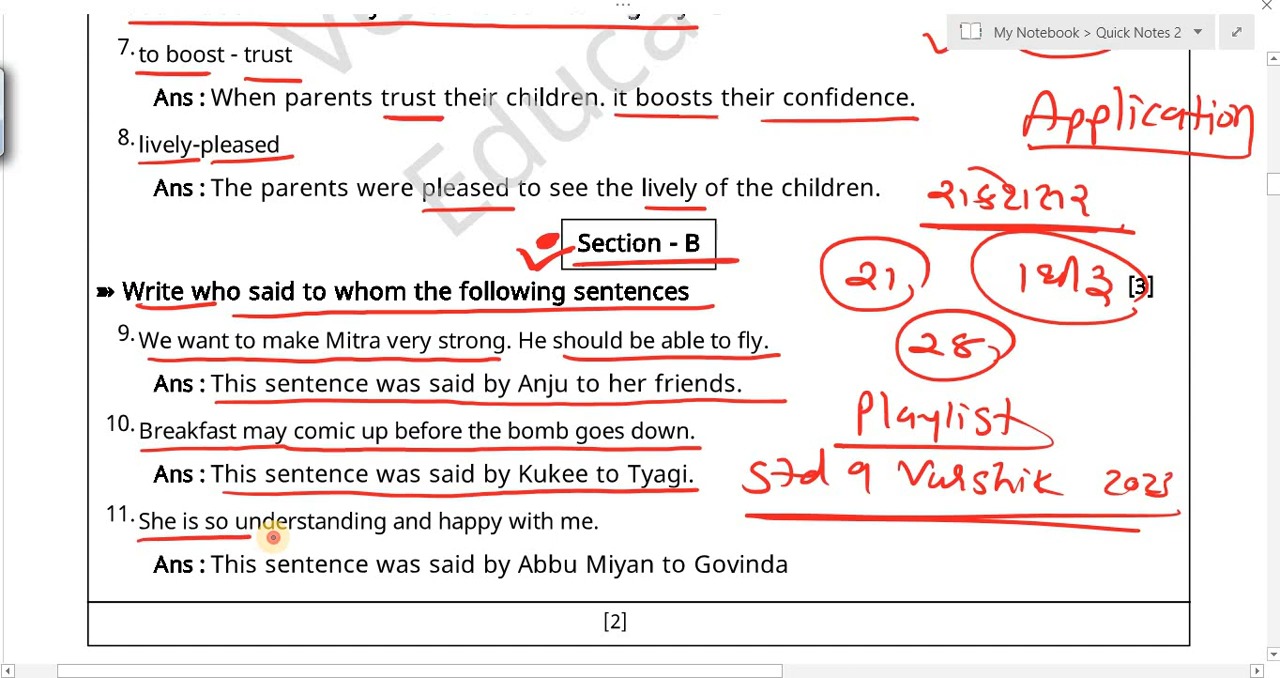 My Notebook > Quick Notes 2
7. to boost - trust
Ans : When parents trust their children. it boosts their confidence.
Application
8. lively-pleased
Ans : The parents were pleased to see the lively of the children.
Educa
Section - B
➽ Write who said to whom the following sentences [3]
21,
9. We want to make Mitra very strong. He should be able to fly.
28,
Ans : This sentence was said by Anju to her friends.
Playlist
10. Breakfast may comic up before the bomb goes down.
Ans : This sentence was said by Kukee to Tyagi.
Std 9 Varshik 2023
11. She is so understanding and happy with me.
Ans : This sentence was said by Abbu Miyan to Govinda
[2]